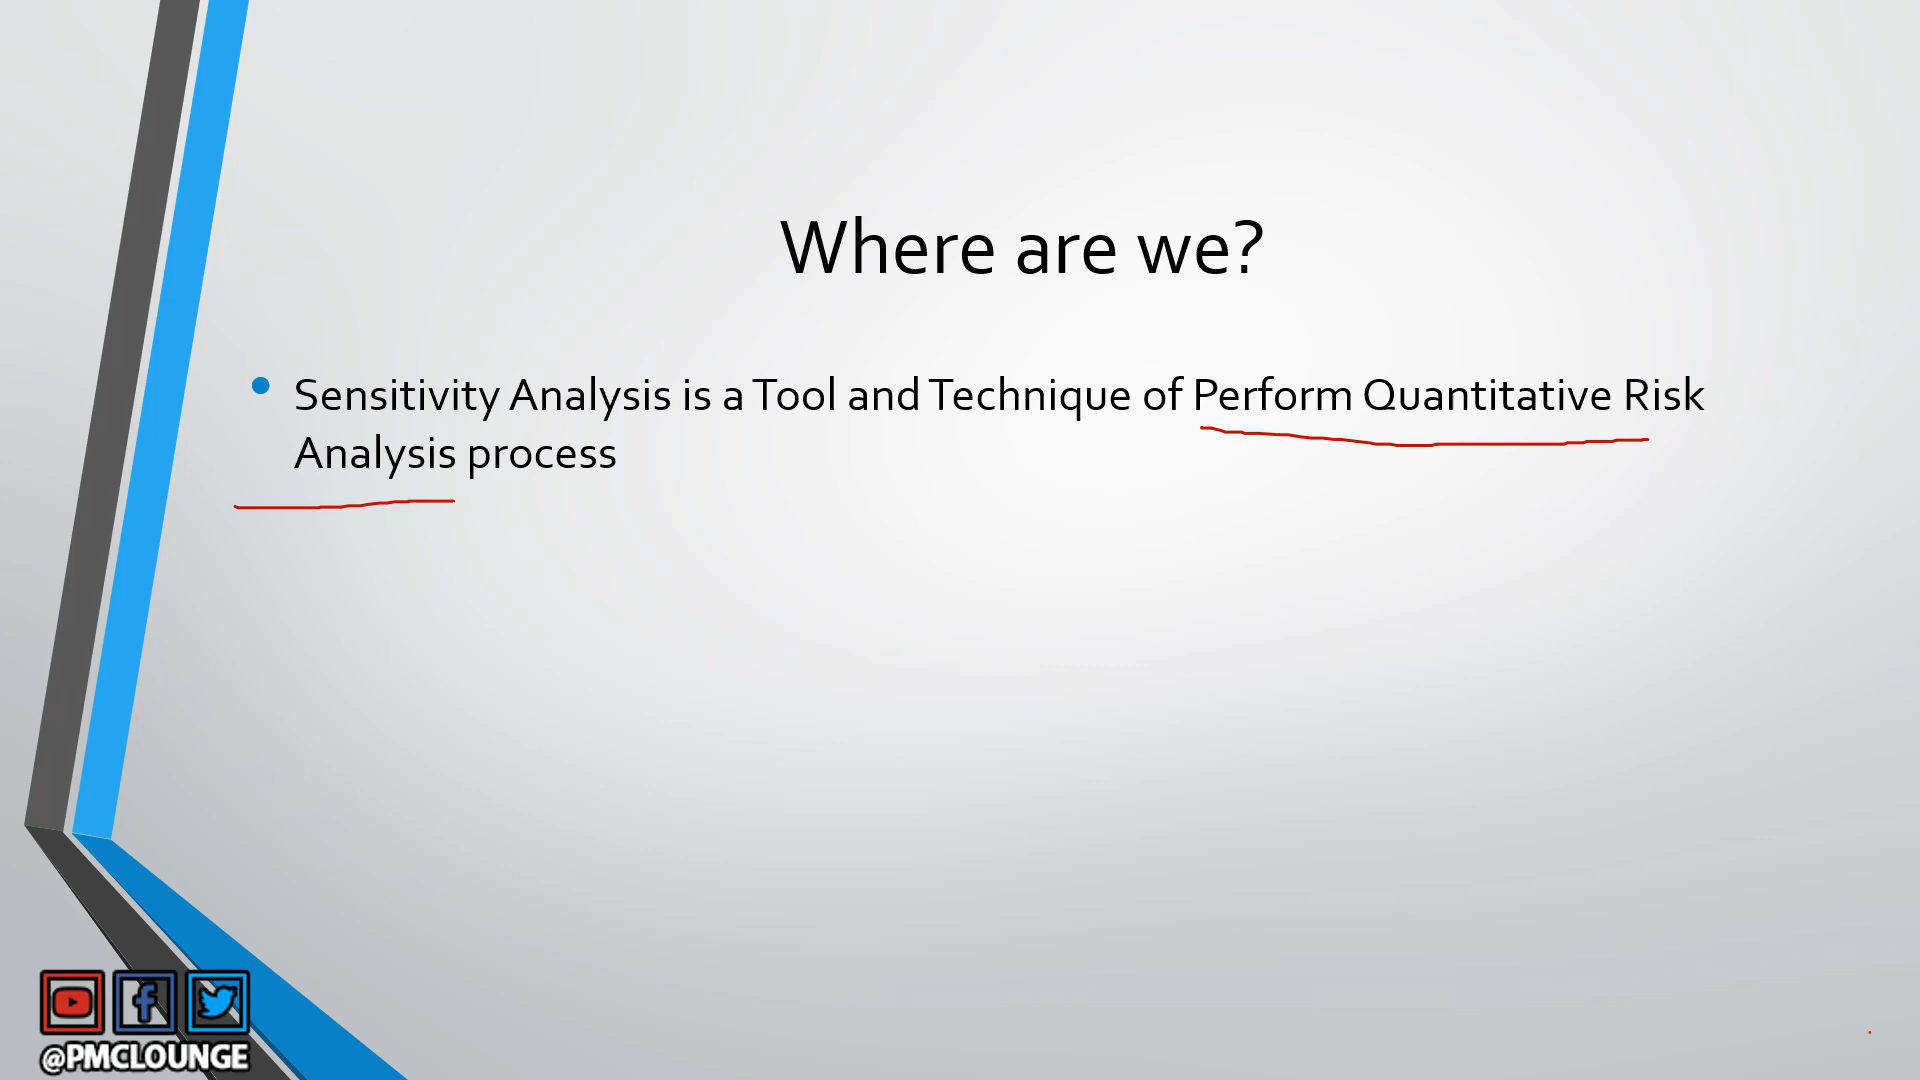 Where are we?
Sensitivity Analysis is a Tool and Technique of Perform Quantitative Risk
Analysis process
@PMCLOUNGE